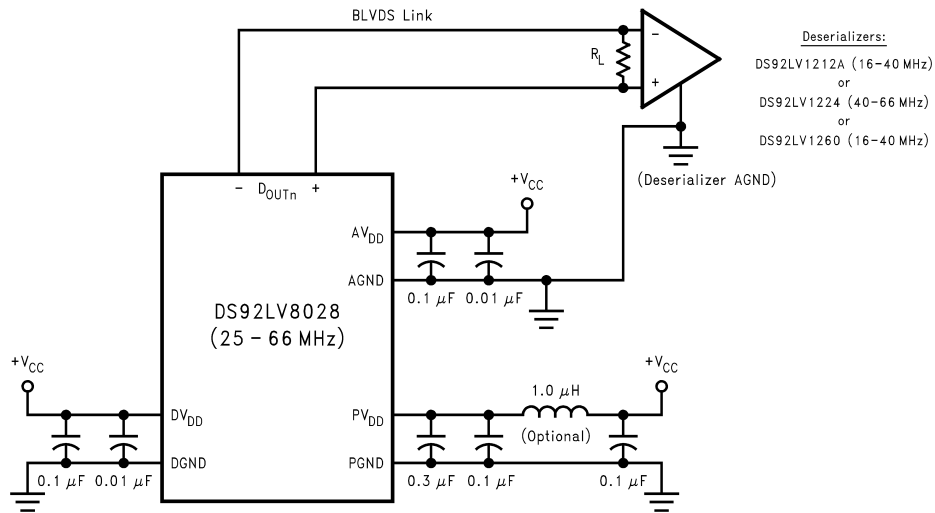 BLVDS Link
R_L
−
+
Deserializers:
DS92LV1212A (16-40 MHz)
or
DS92LV1224 (40-66 MHz)
or
DS92LV1260 (16-40 MHz)
(Deserializer AGND)
− D_OUTn +
+V_CC
AV_DD
AGND
0.1 µF 0.01 µF
DS92LV8028
(25 - 66 MHz)
+V_CC
DV_DD
DGND
0.1 µF 0.01 µF
PV_DD
PGND
1.0 µH
(Optional)
+V_CC
0.3 µF 0.1 µF 0.1 µF